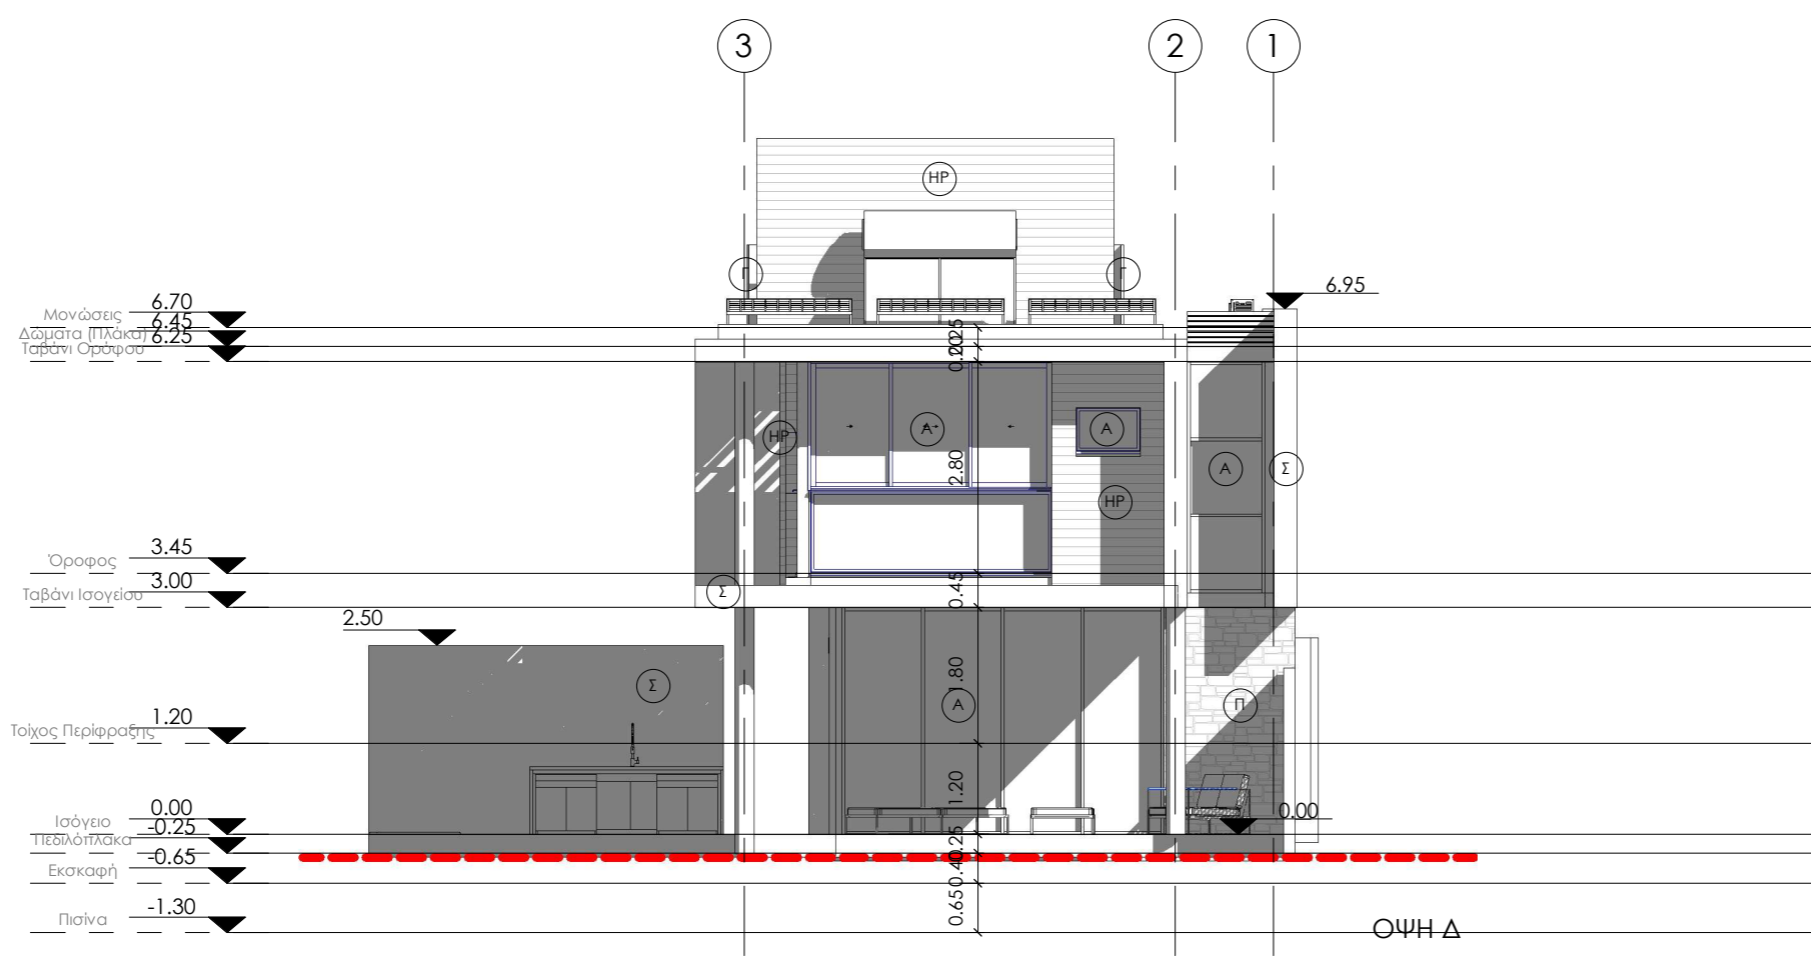 3
2
1
HP
Γ
Γ
6.95
Μονώσεις 6.70
Δώματα (Πλάκα) 6.45
Ταβάνι Ορόφου 6.25
0.25
0.20
HP
A
A
A
Σ
2.80
HP
Όροφος 3.45
Ταβάνι Ισογείου 3.00
0.45
Σ
2.50
Σ
1.80
A
Π
Τοίχος Περίφραξης 1.20
1.20
Ισόγειο 0.00
0.00
Πεδιλόπλακα -0.25
0.25
Εκσκαφή -0.65
0.40
Πισίνα -1.30
0.65
ΟΨΗ Δ